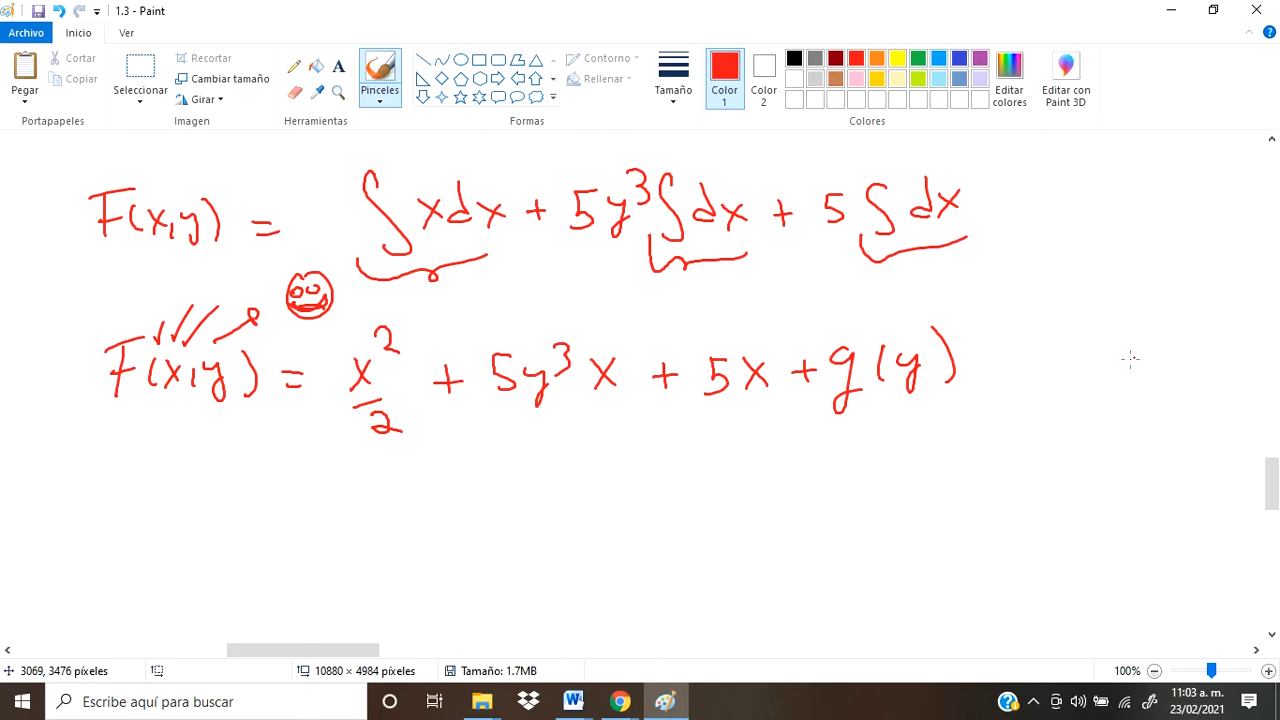 1.3 - Paint
Archivo Inicio Ver
Pegar Cortar Copiar Seleccionar Recortar Cambiar tamaño Girar Pinceles Contorno Rellenar Tamaño Color 1 Color 2 Editar colores Editar con Paint 3D
Portapapeles Imagen Herramientas Formas Colores
F(x,y) = ∫xdx + 5y³∫dx + 5∫dx
F(x,y) = x²/2 + 5y³x + 5x + g(y)
3069, 3476 píxeles 10880 × 4984 píxeles Tamaño: 1.7MB 100%
Escribe aquí para buscar 11:03 a. m.
23/02/2021